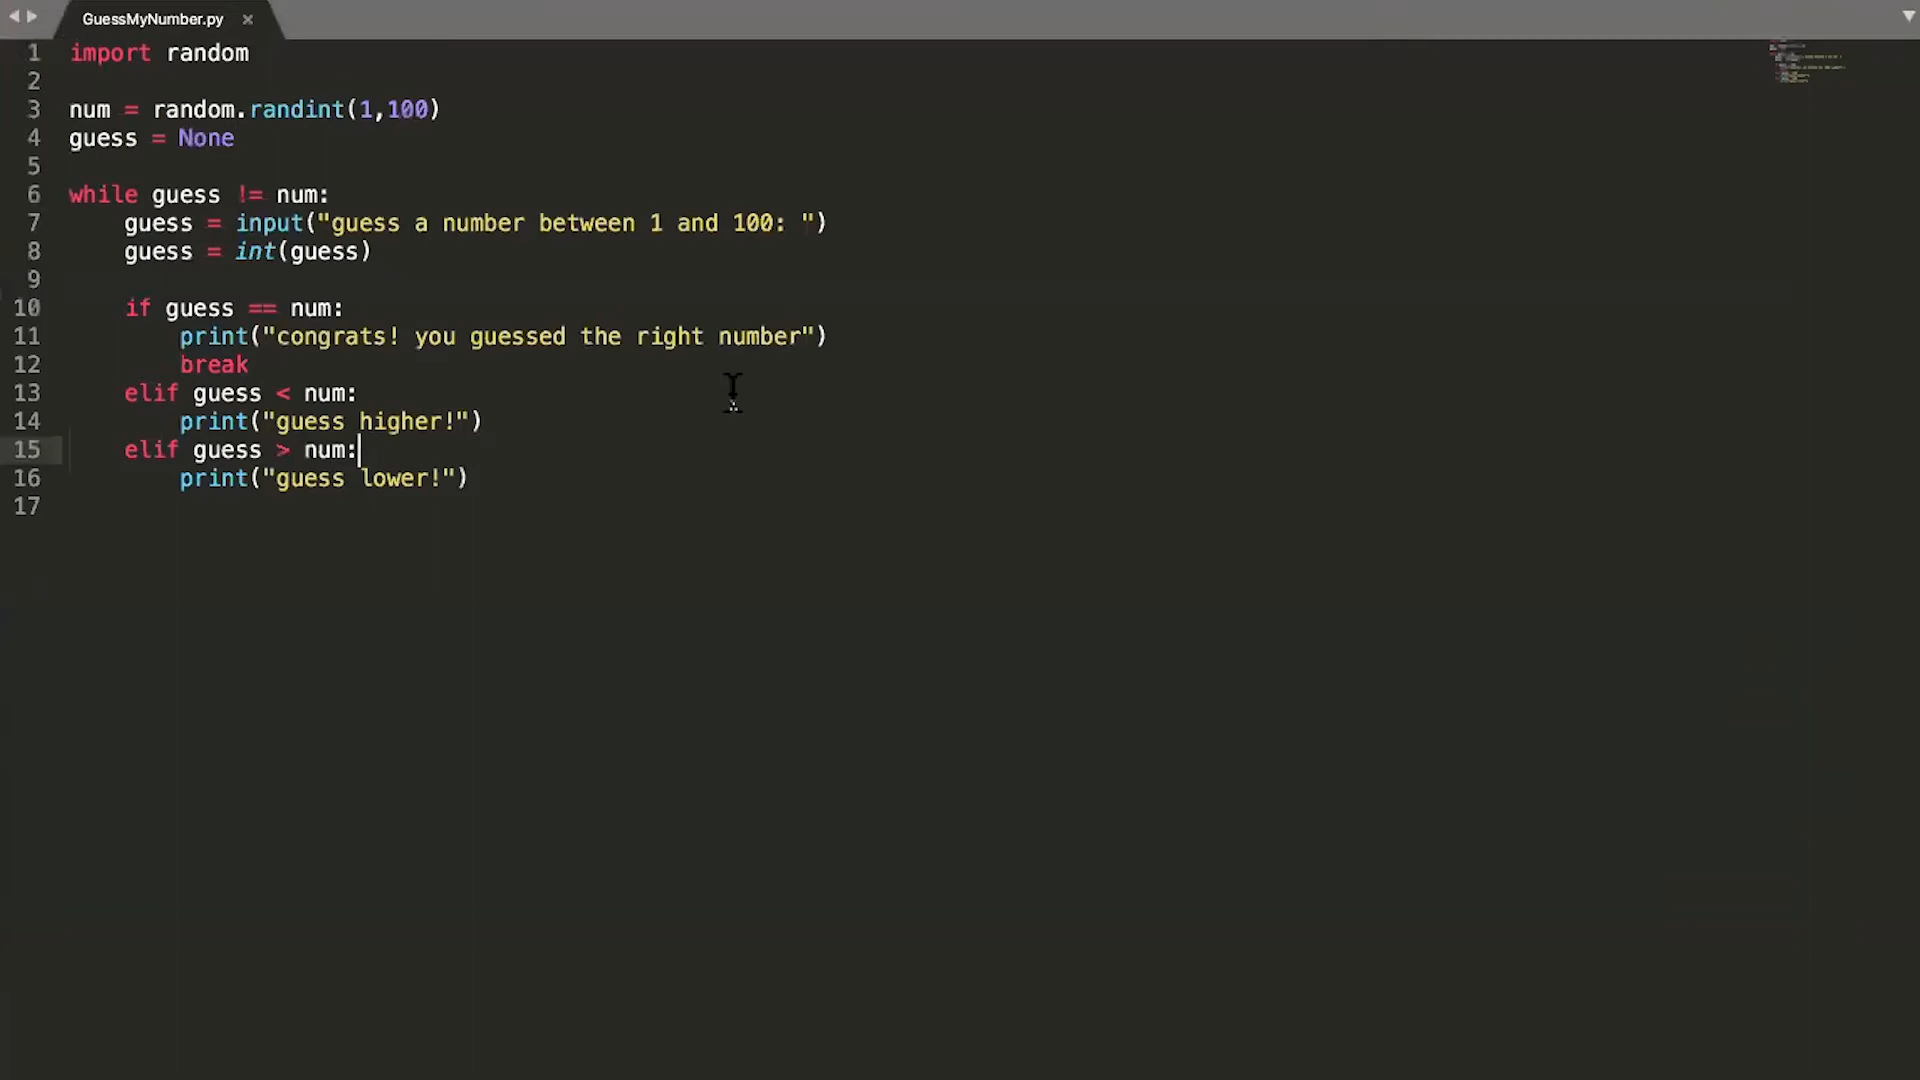 GuessMyNumber.py ×
1 import random
2
3 num = random.randint(1,100)
4 guess = None
5
6 while guess != num:
7     guess = input("guess a number between 1 and 100: ")
8     guess = int(guess)
9
10     if guess == num:
11         print("congrats! you guessed the right number")
12         break
13     elif guess < num:
14         print("guess higher!")
15     elif guess > num:
16         print("guess lower!")
17